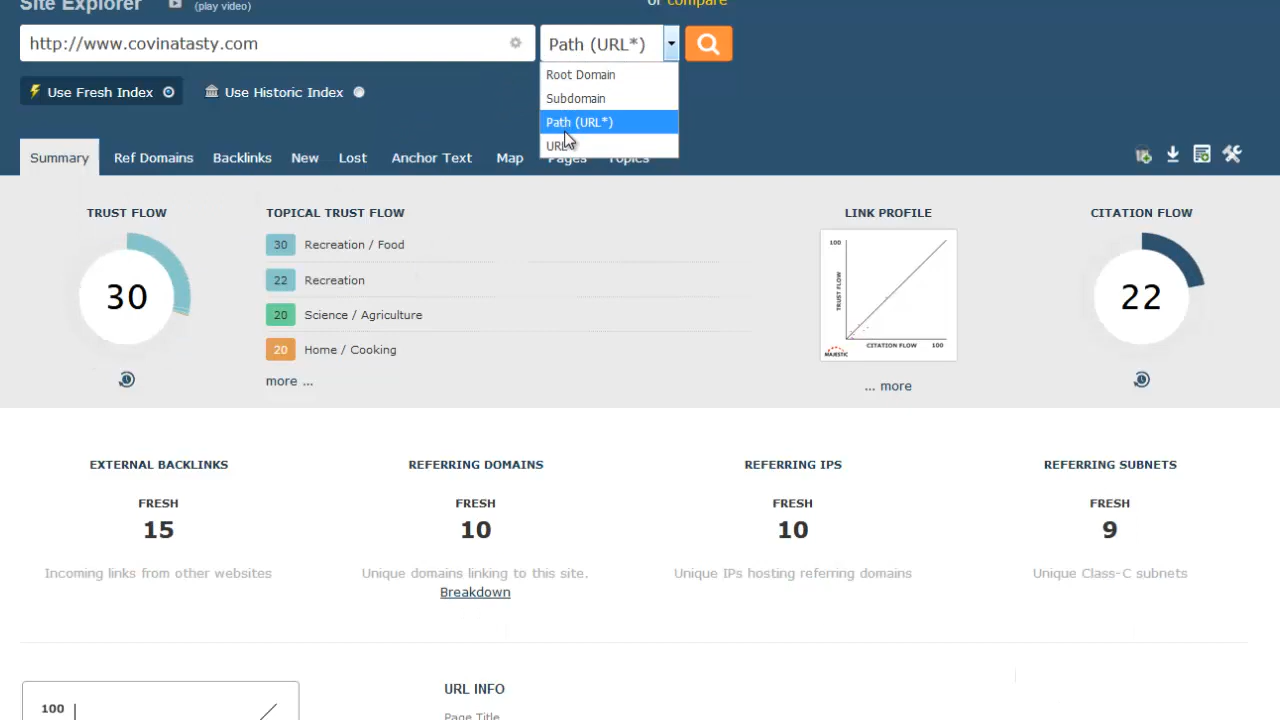 Site Explorer
(play video)
or compare
http://www.covinatasty.com
Path (URL*)
Root Domain
Subdomain
Path (URL*)
URL
Use Fresh Index
Use Historic Index
Summary
Ref Domains
Backlinks
New
Lost
Anchor Text
Map
Pages
Topics
TRUST FLOW
30
TOPICAL TRUST FLOW
30 Recreation / Food
22 Recreation
20 Science / Agriculture
20 Home / Cooking
more ...
LINK PROFILE
100
TRUST FLOW
CITATION FLOW 100
MAJESTIC
... more
CITATION FLOW
22
EXTERNAL BACKLINKS
FRESH
15
Incoming links from other websites
REFERRING DOMAINS
FRESH
10
Unique domains linking to this site.
Breakdown
REFERRING IPS
FRESH
10
Unique IPs hosting referring domains
REFERRING SUBNETS
FRESH
9
Unique Class-C subnets
100
URL INFO
Page Title